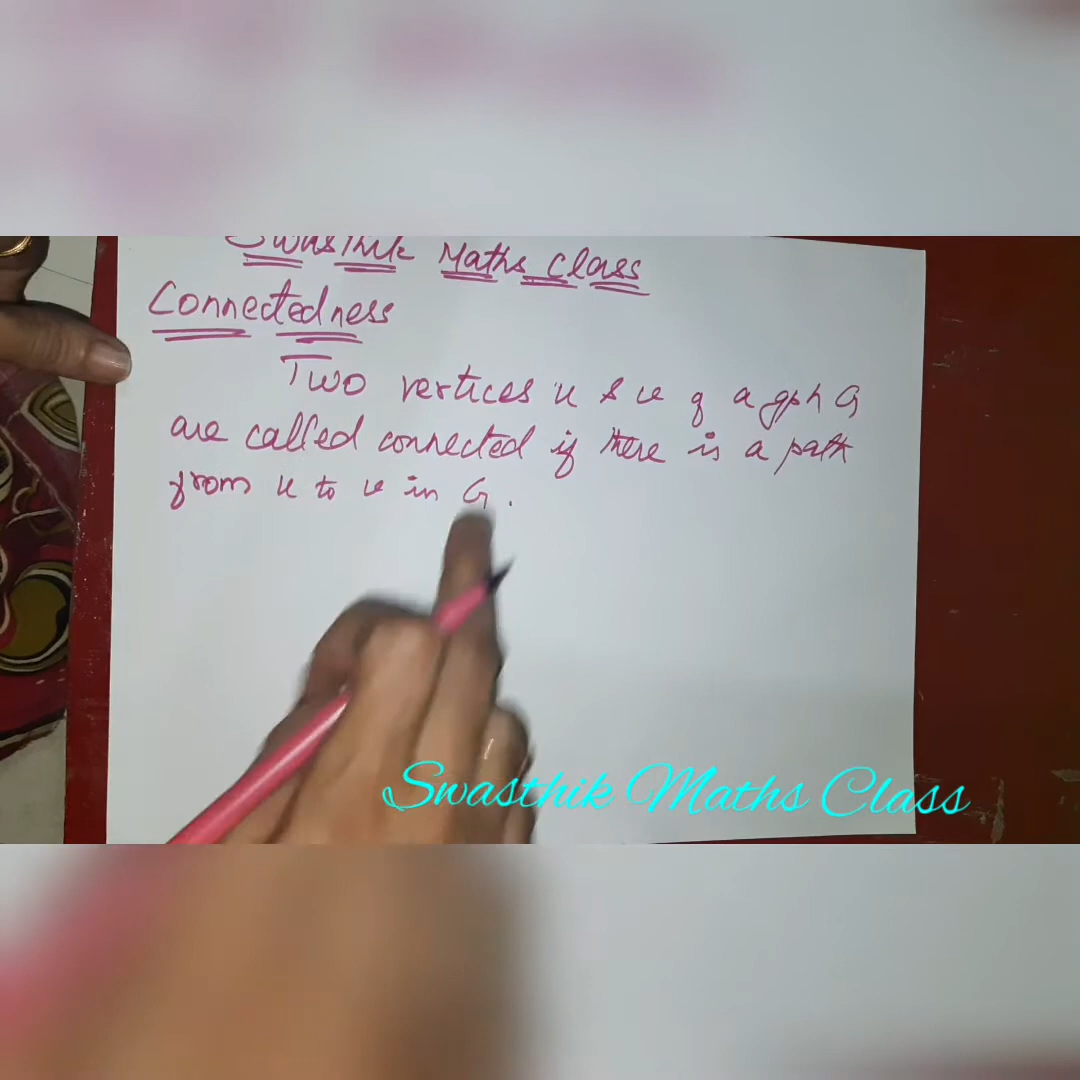 Swasthik Maths Class
Connectedness
Two vertices u & v of a gph G
are called connected if there is a path
from u to v in G.
Swasthik Maths Class